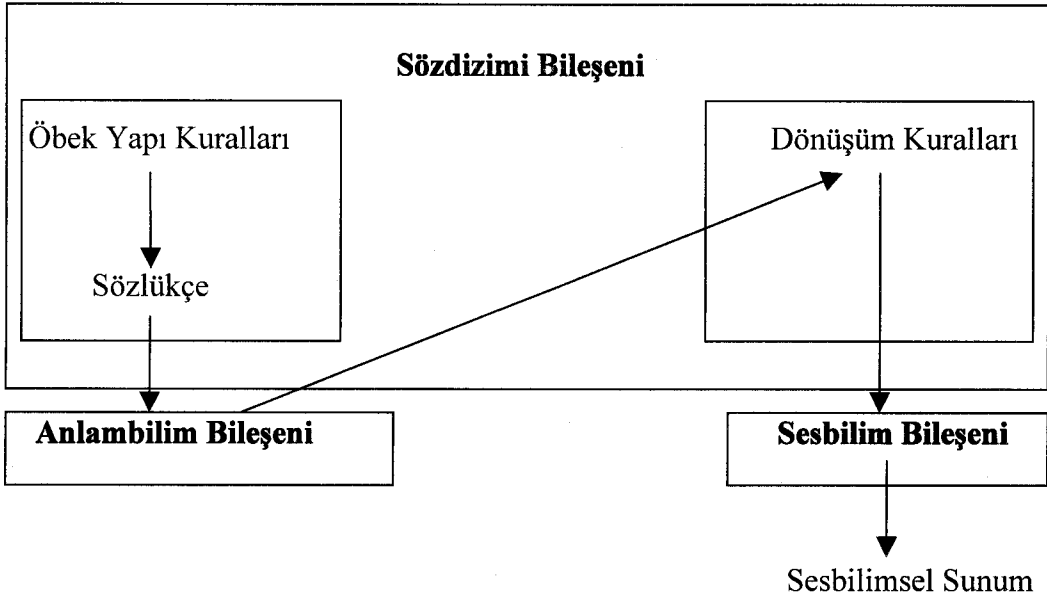 Sözdizimi Bileşeni
Öbek Yapı Kuralları
Dönüşüm Kuralları
Sözlükçe
Anlambilim Bileşeni
Sesbilim Bileşeni
Sesbilimsel Sunum